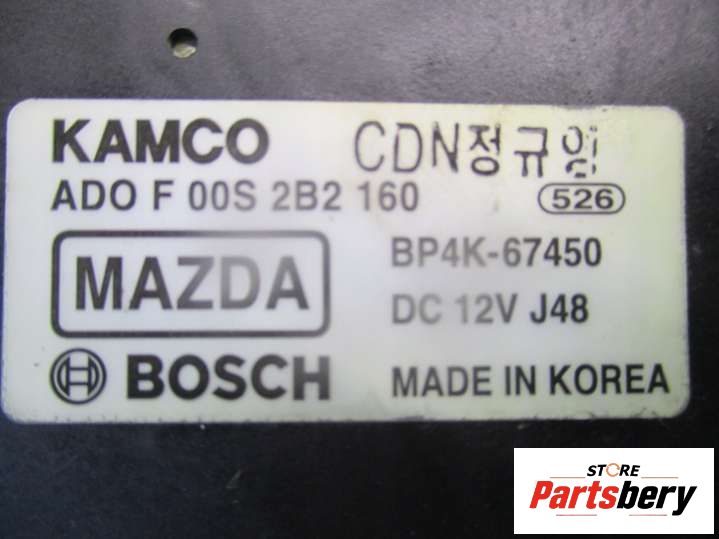 KAMCO CDN정규일
ADO F 00S 2B2 160 526
MAZDA BP4K-67450
DC 12V J48
BOSCH MADE IN KOREA
STORE
Partsbery